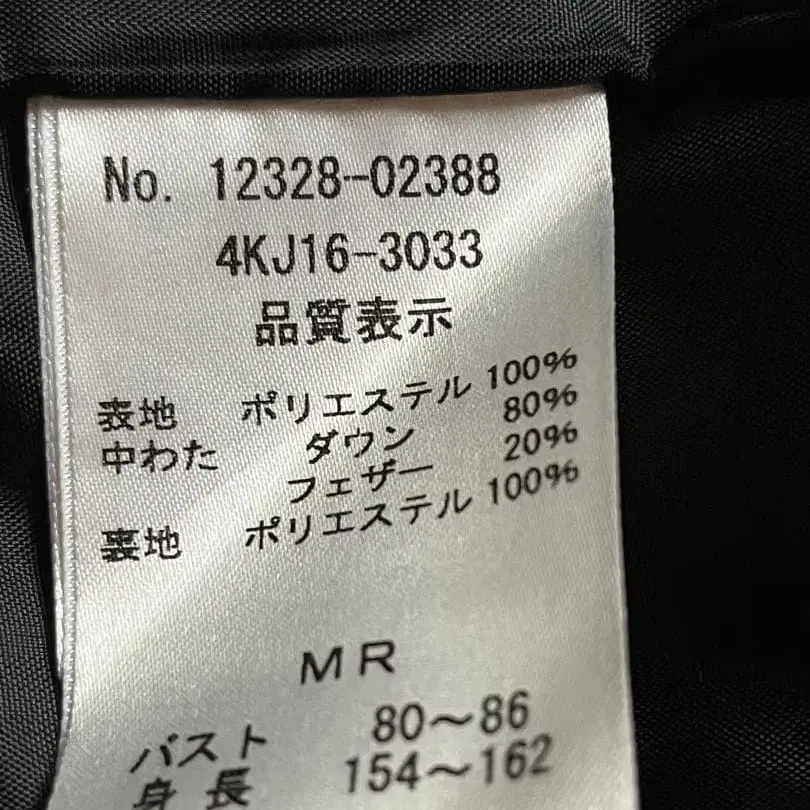 No. 12328-02388
4KJ16-3033
品質表示
表地 ポリエステル 100%
中わた ダウン 80%
フェザー 20%
裏地 ポリエステル 100%
MR
バスト 80～86
身長 154～162